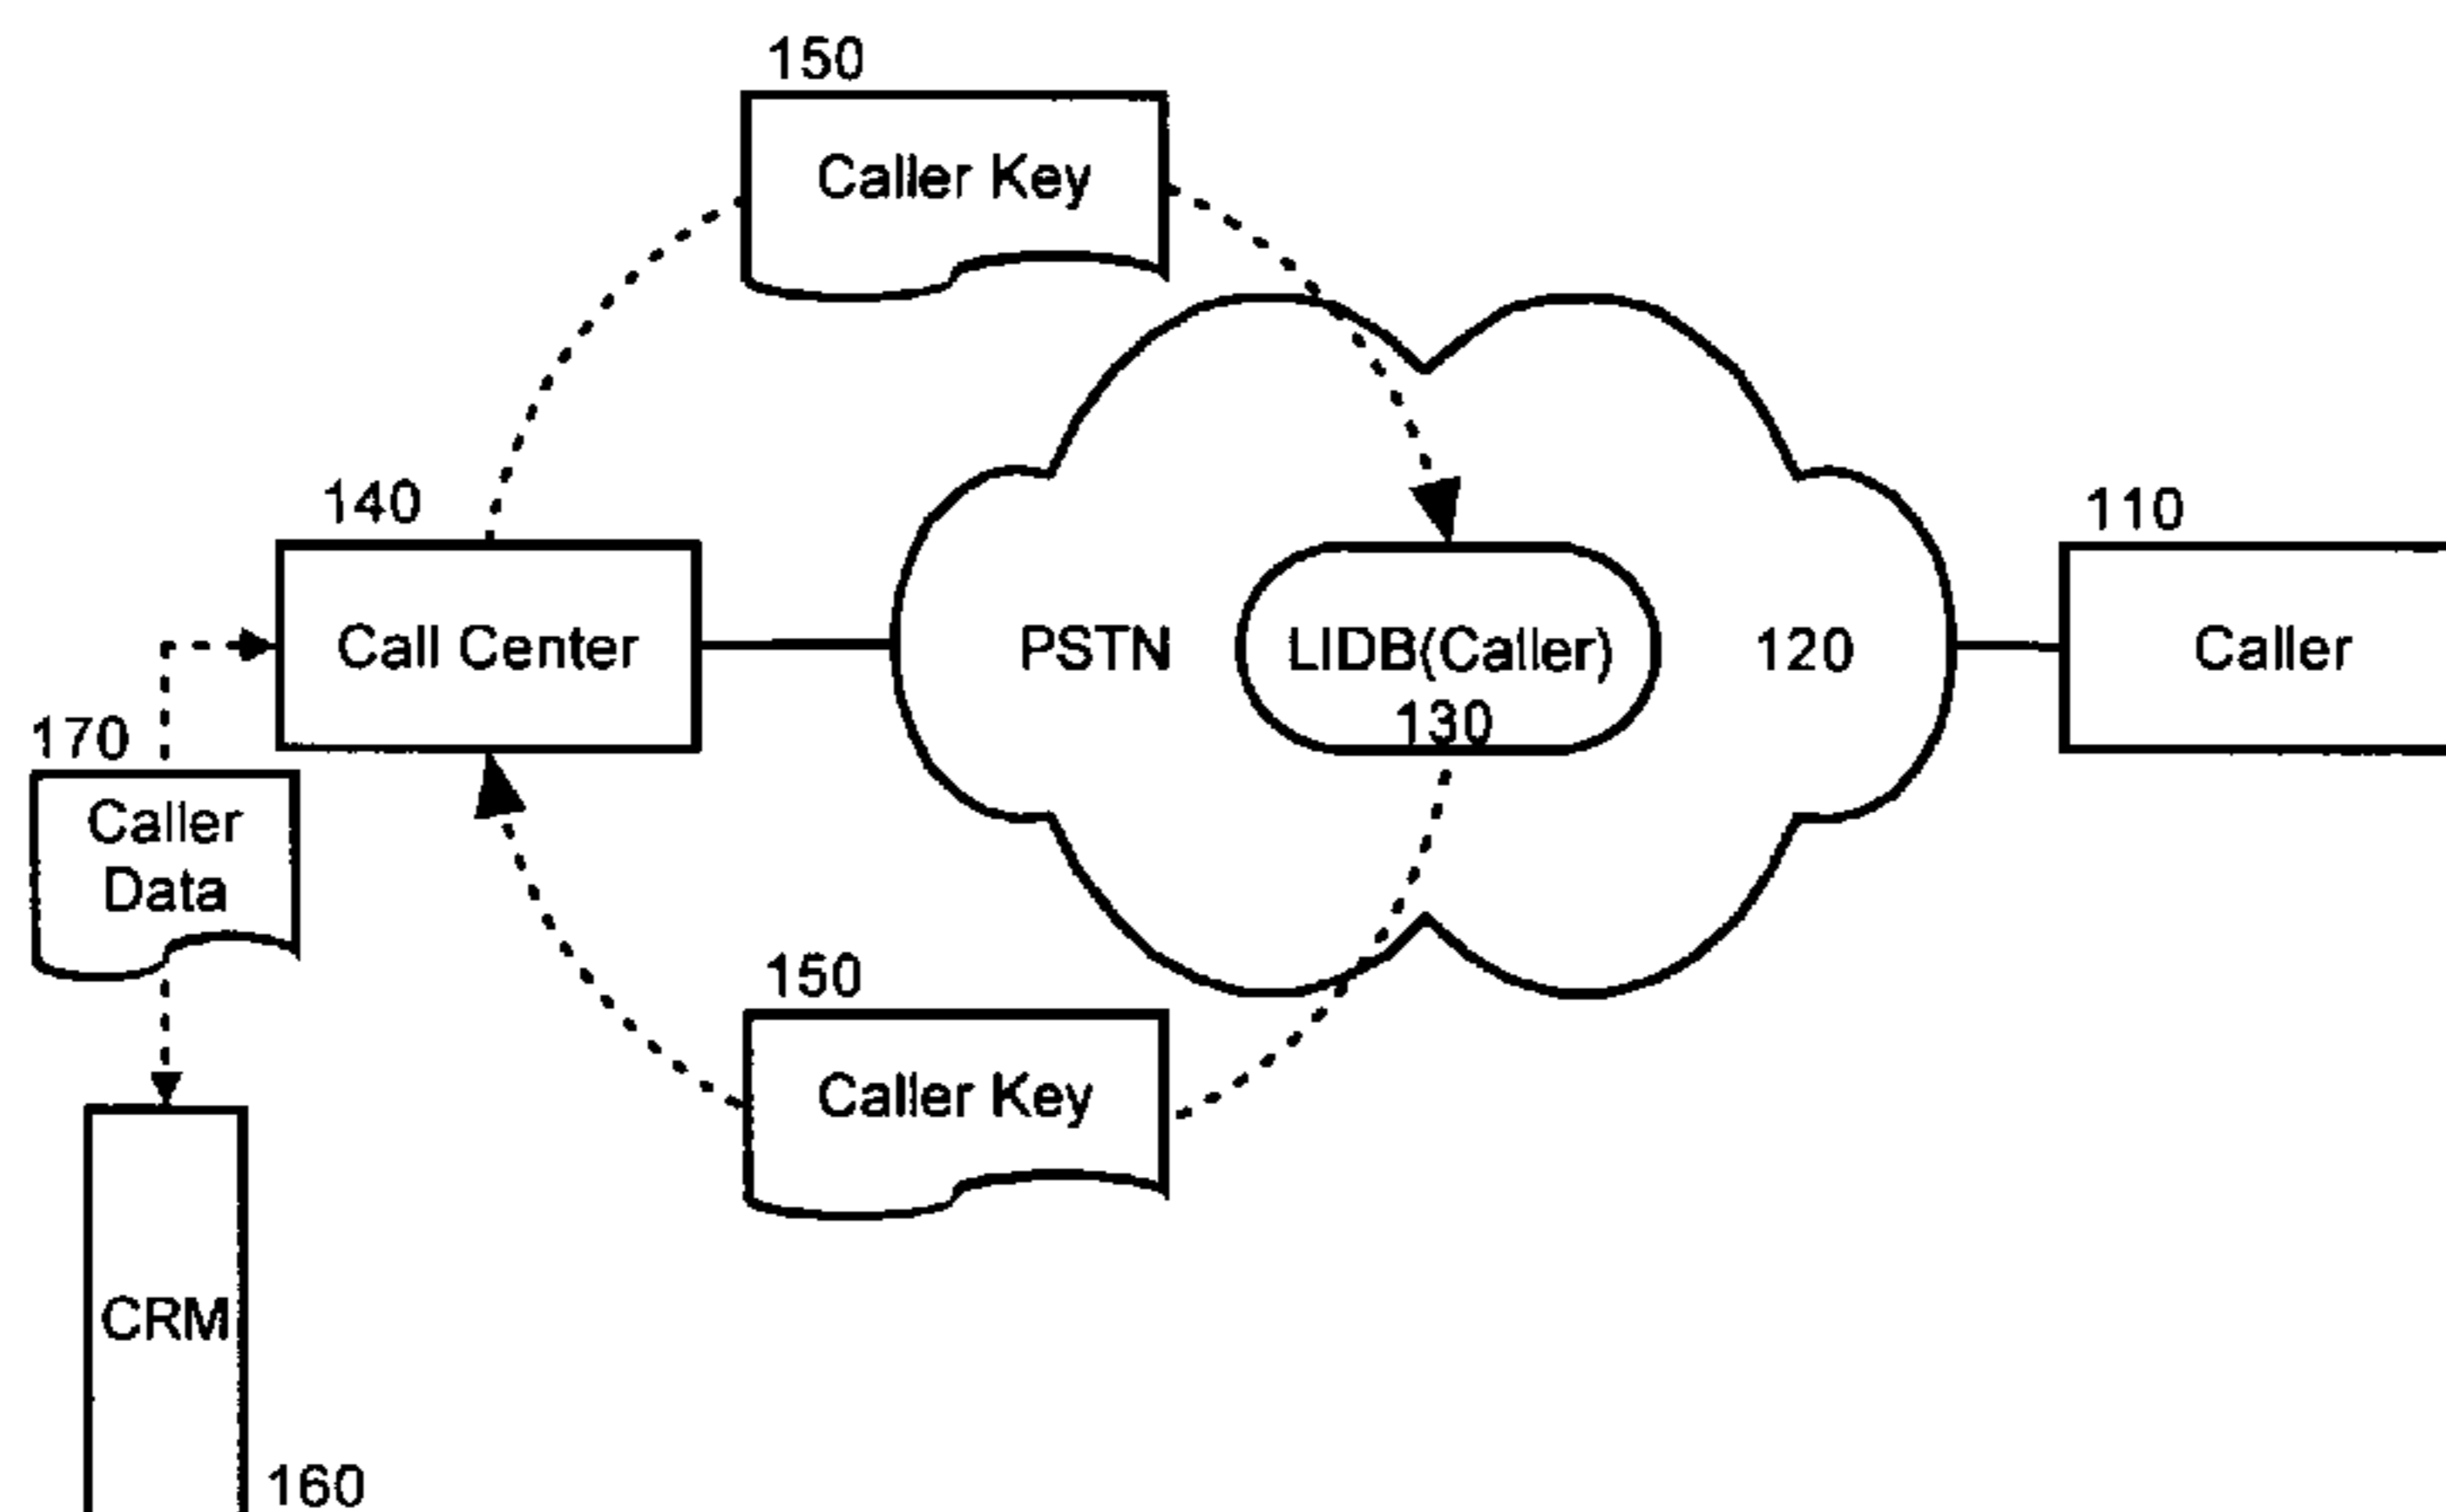 150
Caller Key
140
110
Call Center
PSTN
LIDB(Caller)
120
Caller
130
170
Caller
Data
150
Caller Key
CRM
160